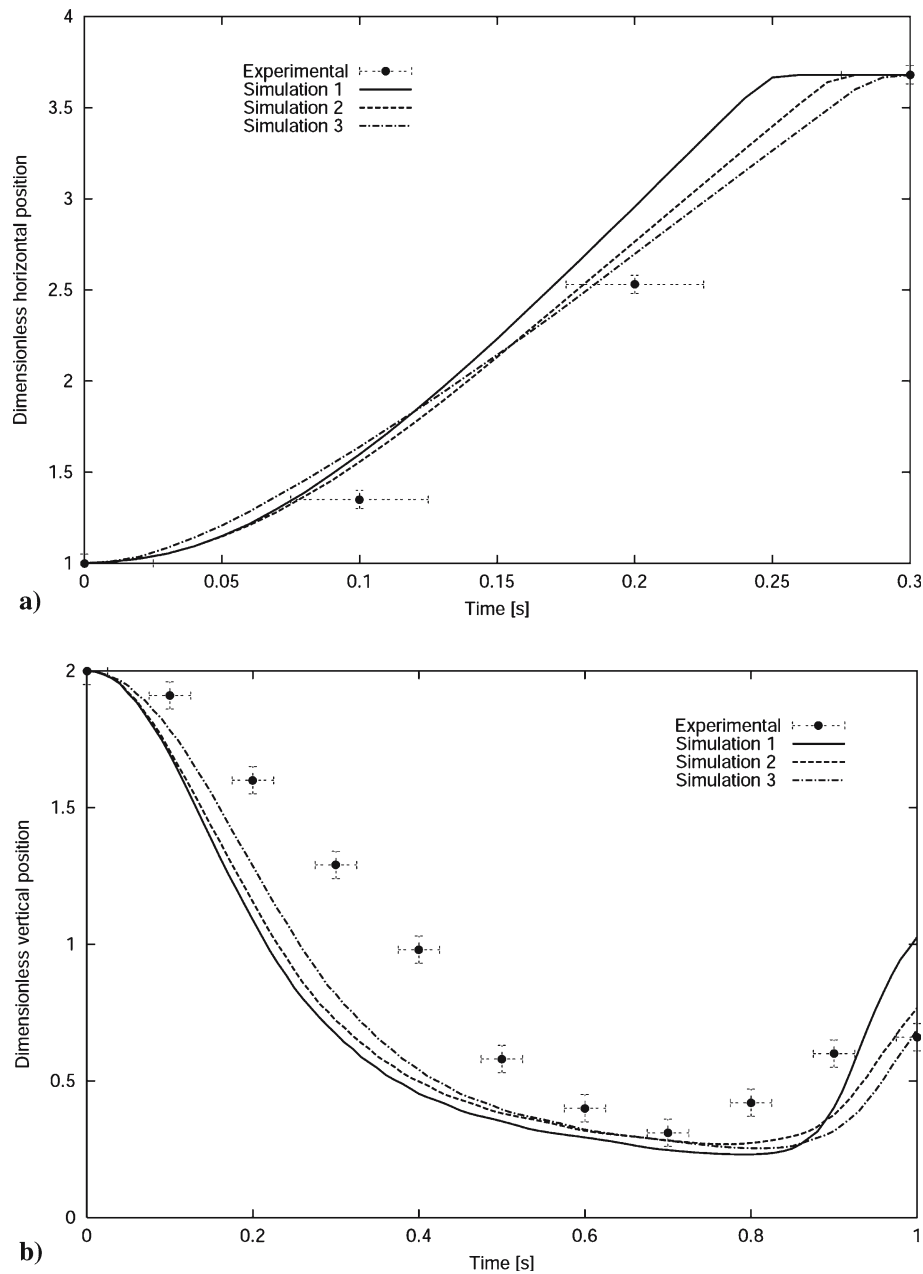 4
3.5
3
2.5
2
1.5
1
Dimensionless horizontal position
Experimental
Simulation 1
Simulation 2
Simulation 3
0 0.05 0.1 0.15 0.2 0.25 0.3
Time [s]
a)
2
1.5
1
0.5
0
Dimensionless vertical position
Experimental
Simulation 1
Simulation 2
Simulation 3
0 0.2 0.4 0.6 0.8 1
Time [s]
b)